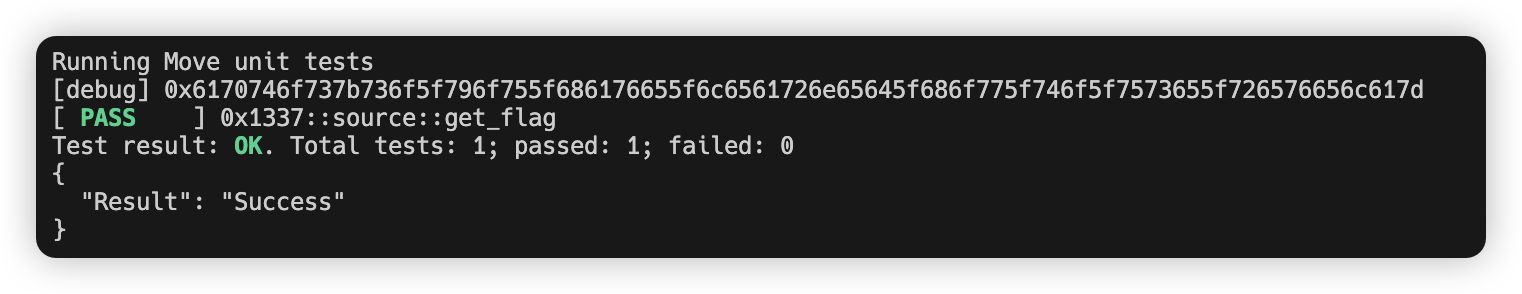 Running Move unit tests
[debug] 0x6170746f737b736f5f796f755f686176655f6c6561726e65645f686f775f746f5f7573655f726576656c617d
[ PASS    ] 0x1337::source::get_flag
Test result: OK. Total tests: 1; passed: 1; failed: 0
{
  "Result": "Success"
}